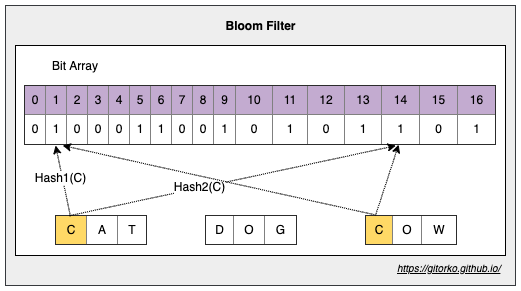 Bloom Filter
Bit Array
0 1 2 3 4 5 6 7 8 9 10 11 12 13 14 15 16
0 1 0 0 0 1 1 0 0 1 0 1 0 1 1 0 1
Hash1(C)
Hash2(C)
C A T D O G C O W
https://gitorko.github.io/